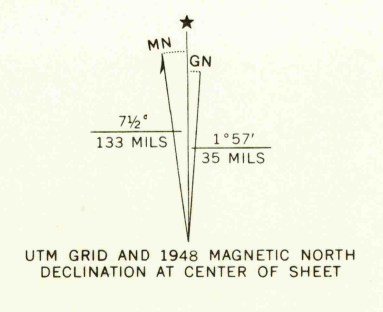 ★
MN
GN
7½°
133 MILS
1°57′
35 MILS
UTM GRID AND 1948 MAGNETIC NORTH
DECLINATION AT CENTER OF SHEET